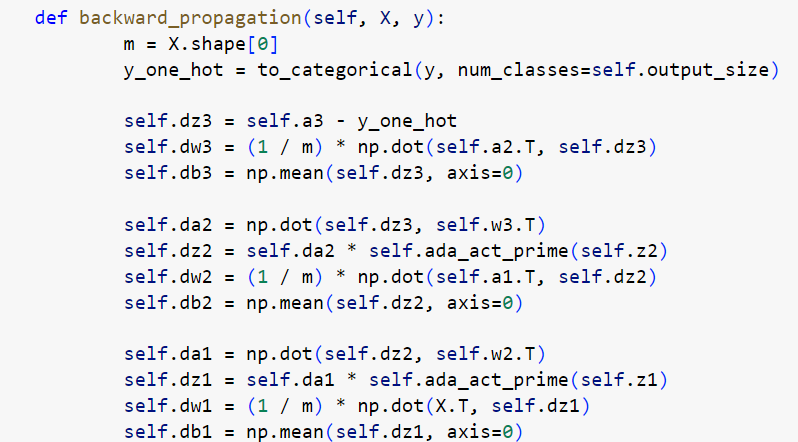 def backward_propagation(self, X, y):
m = X.shape[0]
y_one_hot = to_categorical(y, num_classes=self.output_size)
self.dz3 = self.a3 - y_one_hot
self.dw3 = (1 / m) * np.dot(self.a2.T, self.dz3)
self.db3 = np.mean(self.dz3, axis=0)
self.da2 = np.dot(self.dz3, self.w3.T)
self.dz2 = self.da2 * self.ada_act_prime(self.z2)
self.dw2 = (1 / m) * np.dot(self.a1.T, self.dz2)
self.db2 = np.mean(self.dz2, axis=0)
self.da1 = np.dot(self.dz2, self.w2.T)
self.dz1 = self.da1 * self.ada_act_prime(self.z1)
self.dw1 = (1 / m) * np.dot(X.T, self.dz1)
self.db1 = np.mean(self.dz1, axis=0)